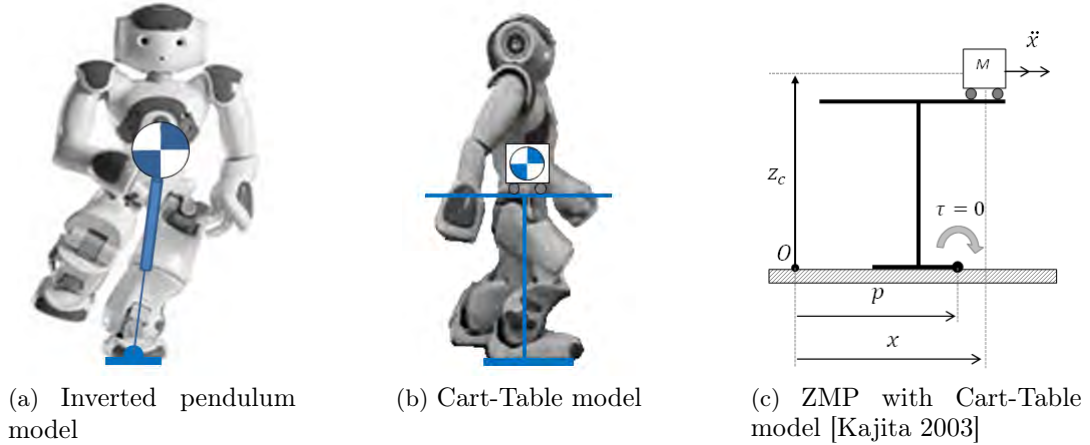 M
ẍ
z_c
τ = 0
O
p
x
(a) Inverted pendulum
model
(b) Cart-Table model
(c) ZMP with Cart-Table
model [Kajita 2003]